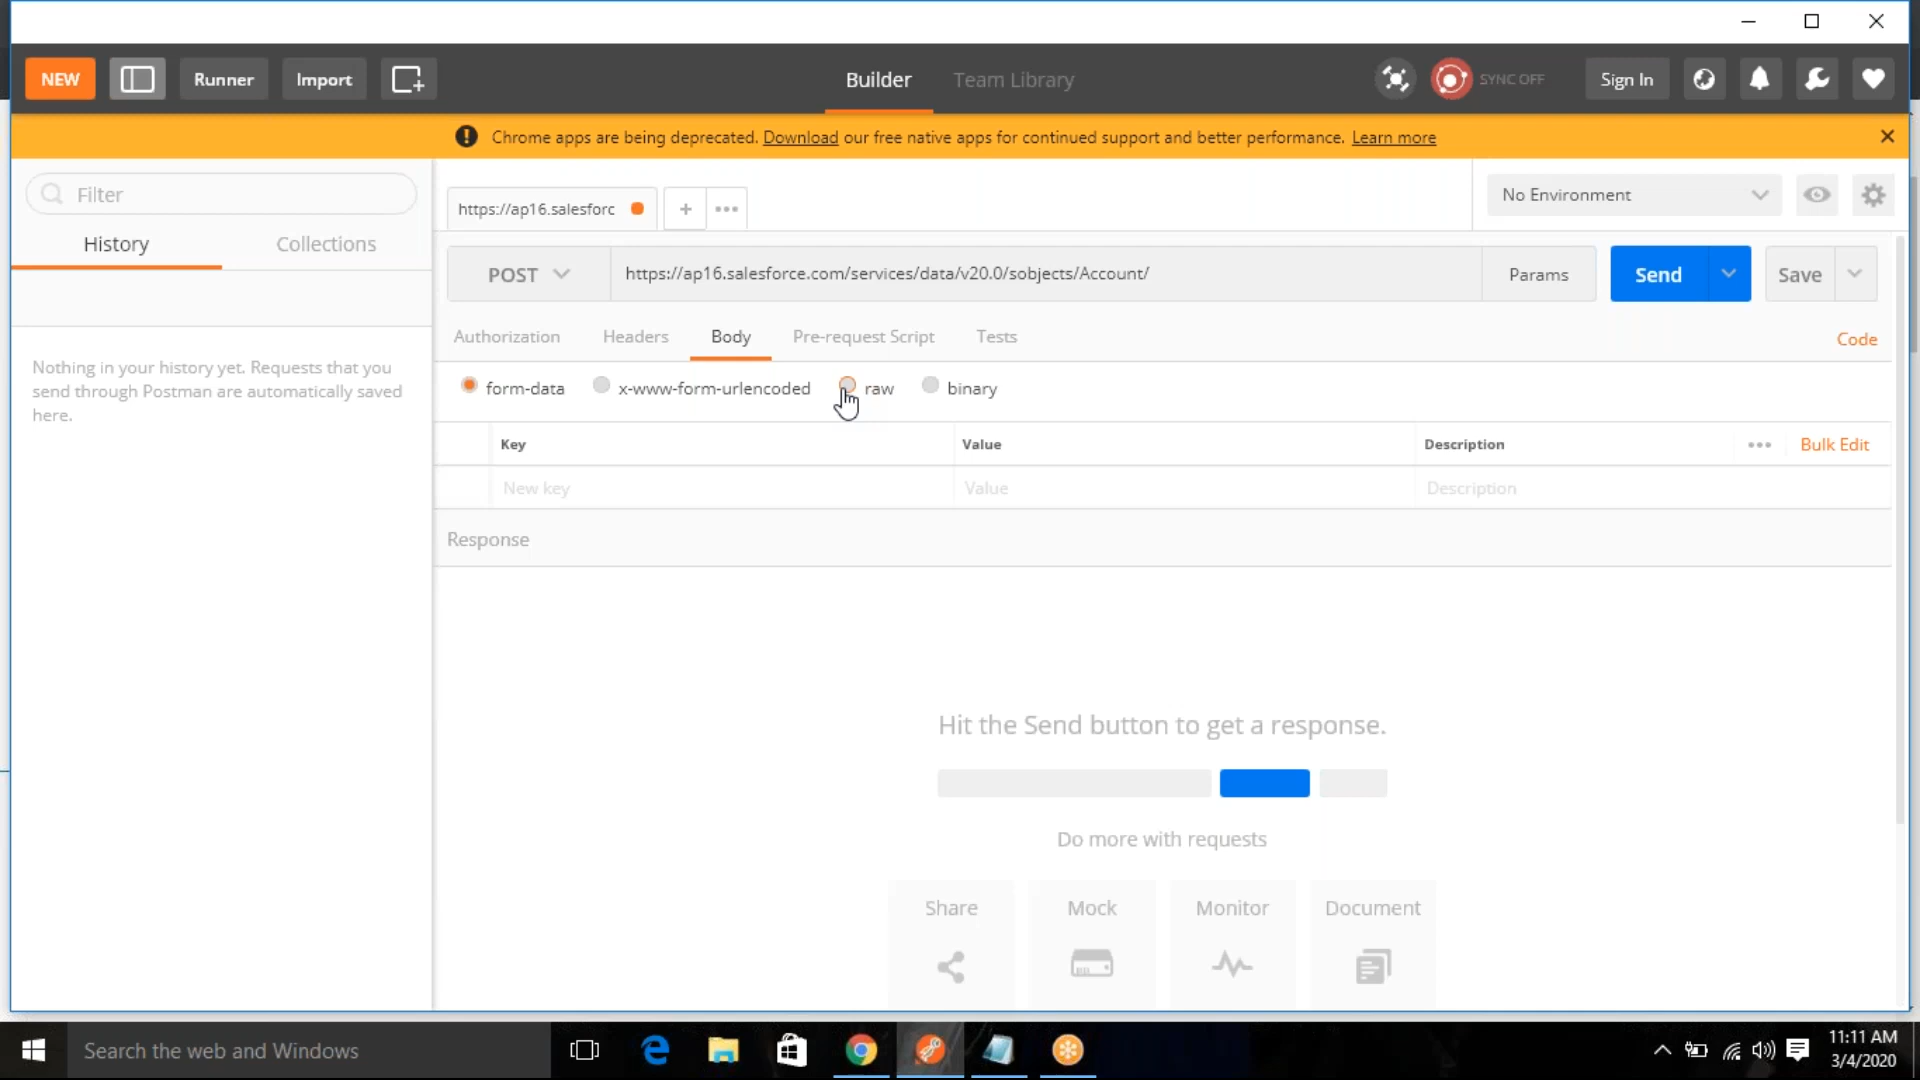 NEW
Runner
Import
Builder
Team Library
SYNC OFF
Sign In
Chrome apps are being deprecated. Download our free native apps for continued support and better performance. Learn more
Filter
History
Collections
Nothing in your history yet. Requests that you
send through Postman are automatically saved
here.
https://ap16.salesforc
No Environment
POST
https://ap16.salesforce.com/services/data/v20.0/sobjects/Account/
Params
Send
Save
Authorization
Headers
Body
Pre-request Script
Tests
Code
form-data
x-www-form-urlencoded
raw
binary
Key
Value
Description
Bulk Edit
New key
Value
Description
Response
Hit the Send button to get a response.
Do more with requests
Share
Mock
Monitor
Document
Search the web and Windows
11:11 AM
3/4/2020